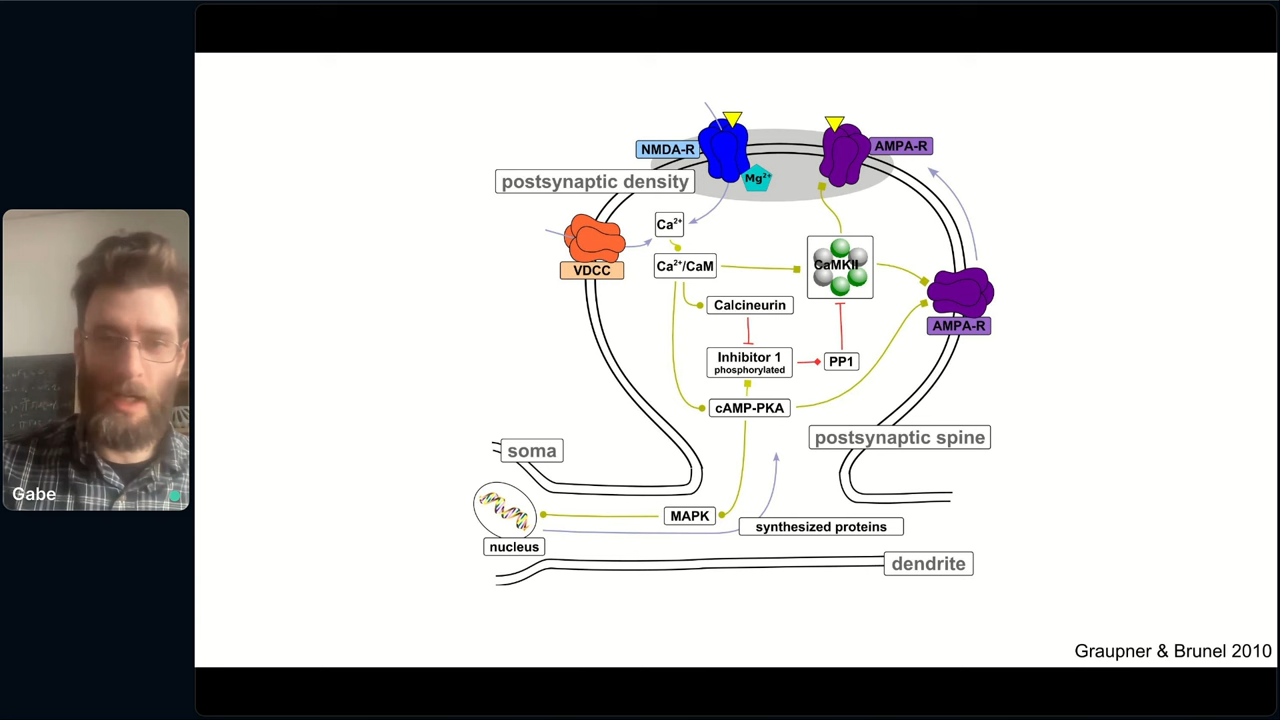 NMDA-R
AMPA-R
Mg²⁺
postsynaptic density
Ca²⁺
VDCC
Ca²⁺/CaM
CaMKII
Calcineurin
AMPA-R
Inhibitor 1
phosphorylated
PP1
cAMP-PKA
postsynaptic spine
soma
Gabe
MAPK
synthesized proteins
nucleus
dendrite
Graupner & Brunel 2010